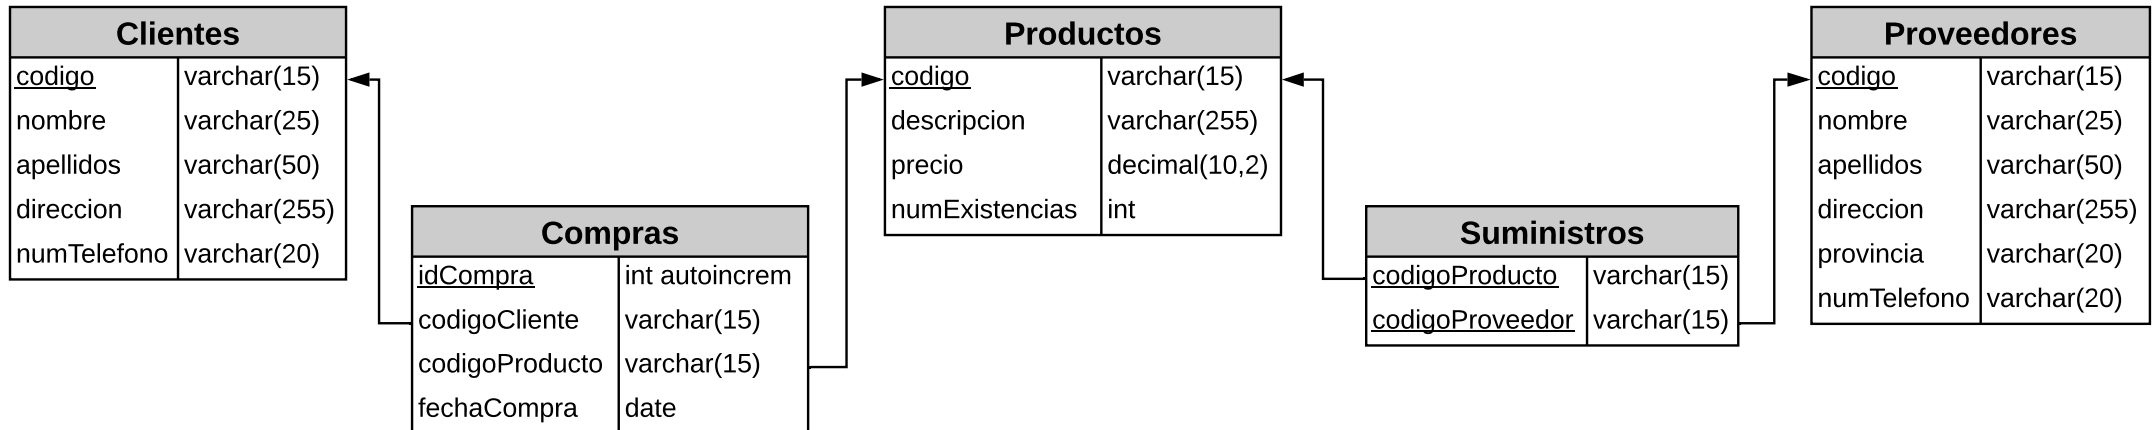 Clientes
codigo varchar(15)
nombre varchar(25)
apellidos varchar(50)
direccion varchar(255)
numTelefono varchar(20)
Compras
idCompra int autoincrem
codigoCliente varchar(15)
codigoProducto varchar(15)
fechaCompra date
Productos
codigo varchar(15)
descripcion varchar(255)
precio decimal(10,2)
numExistencias int
Suministros
codigoProducto varchar(15)
codigoProveedor varchar(15)
Proveedores
codigo varchar(15)
nombre varchar(25)
apellidos varchar(50)
direccion varchar(255)
provincia varchar(20)
numTelefono varchar(20)